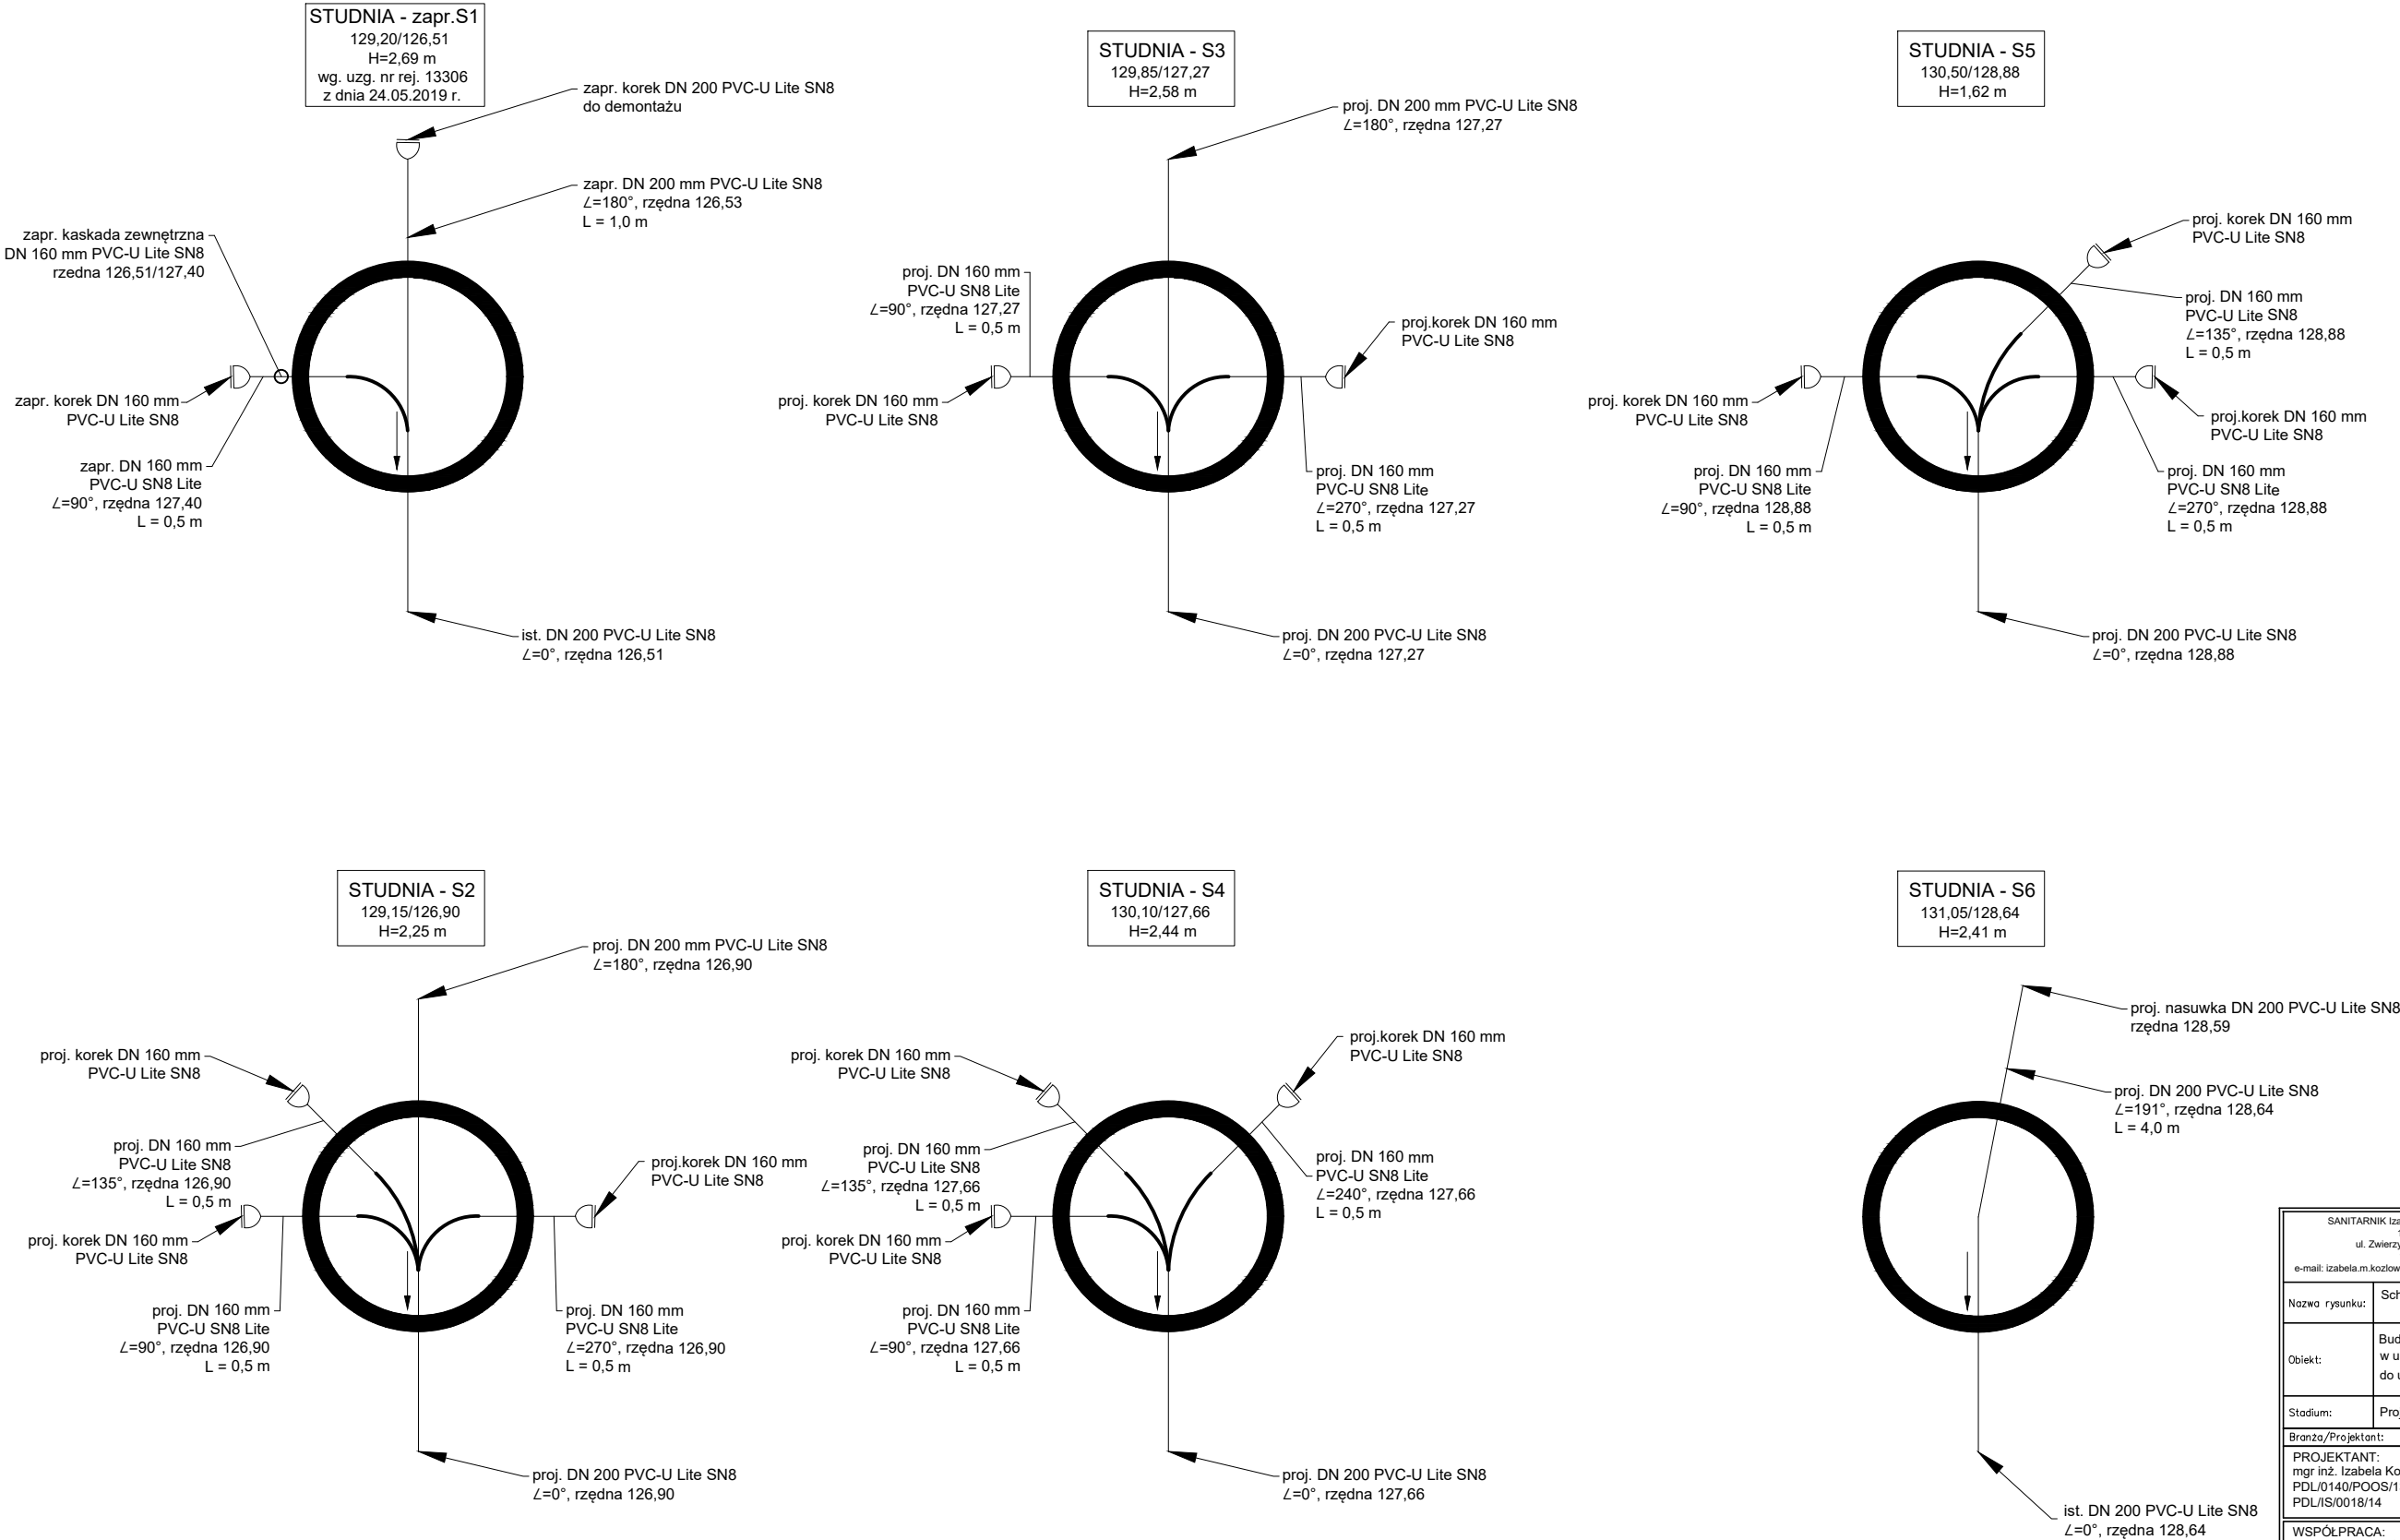 STUDNIA - zapr.S1
129,20/126,51
H=2,69 m
wg. uzg. nr rej. 13306
z dnia 24.05.2019 r.
zapr. korek DN 200 PVC-U Lite SN8
do demontażu
zapr. DN 200 mm PVC-U Lite SN8
∠=180°, rzędna 126,53
L = 1,0 m
zapr. kaskada zewnętrzna
DN 160 mm PVC-U Lite SN8
rzedna 126,51/127,40
zapr. korek DN 160 mm
PVC-U Lite SN8
zapr. DN 160 mm
PVC-U SN8 Lite
∠=90°, rzędna 127,40
L = 0,5 m
ist. DN 200 PVC-U Lite SN8
∠=0°, rzędna 126,51
STUDNIA - S3
129,85/127,27
H=2,58 m
proj. DN 200 mm PVC-U Lite SN8
∠=180°, rzędna 127,27
proj. DN 160 mm
PVC-U SN8 Lite
∠=90°, rzędna 127,27
L = 0,5 m
proj.korek DN 160 mm
PVC-U Lite SN8
proj. korek DN 160 mm
PVC-U Lite SN8
proj. DN 160 mm
PVC-U SN8 Lite
∠=270°, rzędna 127,27
L = 0,5 m
proj. DN 200 PVC-U Lite SN8
∠=0°, rzędna 127,27
STUDNIA - S5
130,50/128,88
H=1,62 m
proj. korek DN 160 mm
PVC-U Lite SN8
proj. DN 160 mm
PVC-U Lite SN8
∠=135°, rzędna 128,88
L = 0,5 m
proj. korek DN 160 mm
PVC-U Lite SN8
proj.korek DN 160 mm
PVC-U Lite SN8
proj. DN 160 mm
PVC-U SN8 Lite
∠=90°, rzędna 128,88
L = 0,5 m
proj. DN 160 mm
PVC-U SN8 Lite
∠=270°, rzędna 128,88
L = 0,5 m
proj. DN 200 PVC-U Lite SN8
∠=0°, rzędna 128,88
STUDNIA - S2
129,15/126,90
H=2,25 m
proj. DN 200 mm PVC-U Lite SN8
∠=180°, rzędna 126,90
proj. korek DN 160 mm
PVC-U Lite SN8
proj. DN 160 mm
PVC-U Lite SN8
∠=135°, rzędna 126,90
L = 0,5 m
proj.korek DN 160 mm
PVC-U Lite SN8
proj. korek DN 160 mm
PVC-U Lite SN8
proj. DN 160 mm
PVC-U SN8 Lite
∠=90°, rzędna 126,90
L = 0,5 m
proj. DN 160 mm
PVC-U SN8 Lite
∠=270°, rzędna 126,90
L = 0,5 m
proj. DN 200 PVC-U Lite SN8
∠=0°, rzędna 126,90
STUDNIA - S4
130,10/127,66
H=2,44 m
proj. korek DN 160 mm
PVC-U Lite SN8
proj.korek DN 160 mm
PVC-U Lite SN8
proj. DN 160 mm
PVC-U Lite SN8
∠=135°, rzędna 127,66
L = 0,5 m
proj. DN 160 mm
PVC-U SN8 Lite
∠=240°, rzędna 127,66
L = 0,5 m
proj. korek DN 160 mm
PVC-U Lite SN8
proj. DN 160 mm
PVC-U SN8 Lite
∠=90°, rzędna 127,66
L = 0,5 m
proj. DN 200 PVC-U Lite SN8
∠=0°, rzędna 127,66
STUDNIA - S6
131,05/128,64
H=2,41 m
proj. nasuwka DN 200 PVC-U Lite SN8
rzędna 128,59
proj. DN 200 PVC-U Lite SN8
∠=191°, rzędna 128,64
L = 4,0 m
ist. DN 200 PVC-U Lite SN8
∠=0°, rzędna 128,64
SANITARNIK
ul.
e-mail:
Nazwa rysunku:
Obiekt:
w
do
Stadium:
Branża/Projektant:
PROJEKTANT:
mgr inż. Izabela
PDL/IS/0018/14
WSPÓŁPRACA: